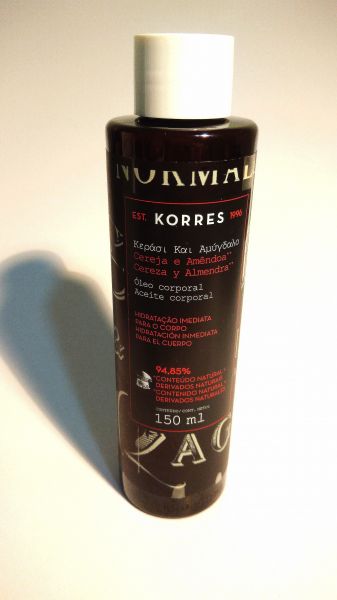 NORMAL
EST. KORRES 1996
Κεράσι Και Αμύγδαλο
Cereja e Amêndoa**
Cereza y Almendra**
Óleo corporal
Aceite corporal
HIDRATAÇÃO IMEDIATA
PARA O CORPO
HIDRATACIÓN INMEDIATA
PARA EL CUERPO
94,85%
*CONTEÚDO NATURAL &
DERIVADOS NATURAIS
*CONTENIDO NATURAL Y
DERIVADOS NATURALES
150 ml
ZAG